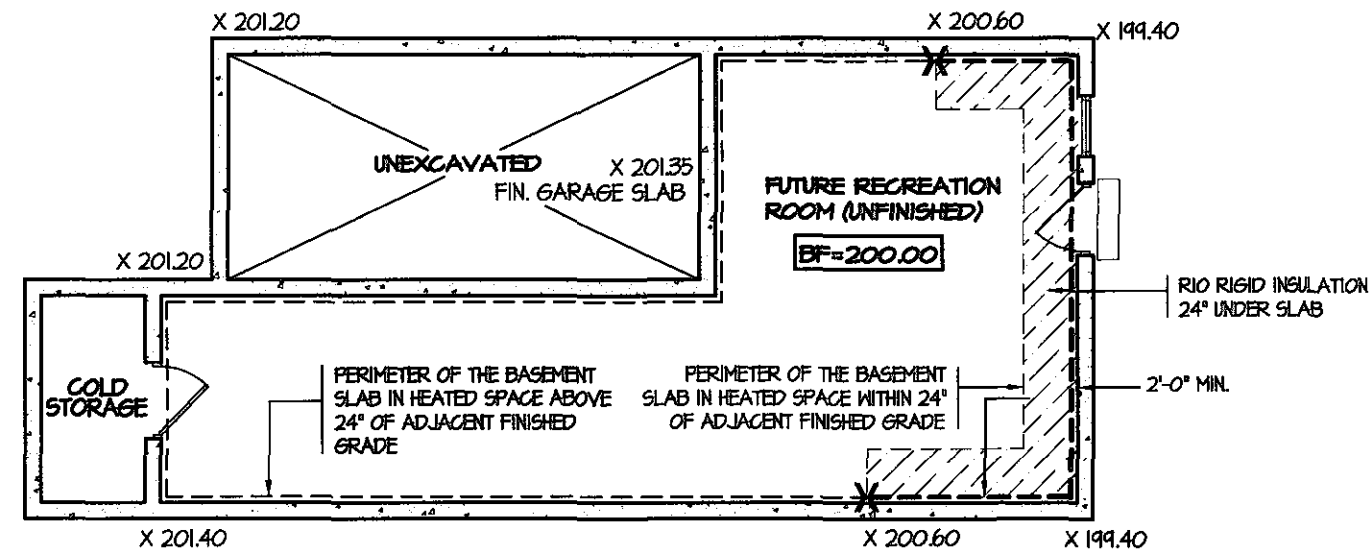 X 201.20
X 200.60
X 199.40
UNEXCAVATED
X 201.35
FIN. GARAGE SLAB
FUTURE RECREATION
ROOM (UNFINISHED)
BF=200.00
X 201.20
R10 RIGID INSULATION
24" UNDER SLAB
COLD
STORAGE
PERIMETER OF THE BASEMENT
SLAB IN HEATED SPACE ABOVE
24" OF ADJACENT FINISHED
GRADE
PERIMETER OF THE BASEMENT
SLAB IN HEATED SPACE WITHIN 24"
OF ADJACENT FINISHED GRADE
2'-0" MIN.
X 201.40
X 200.60
X 199.40